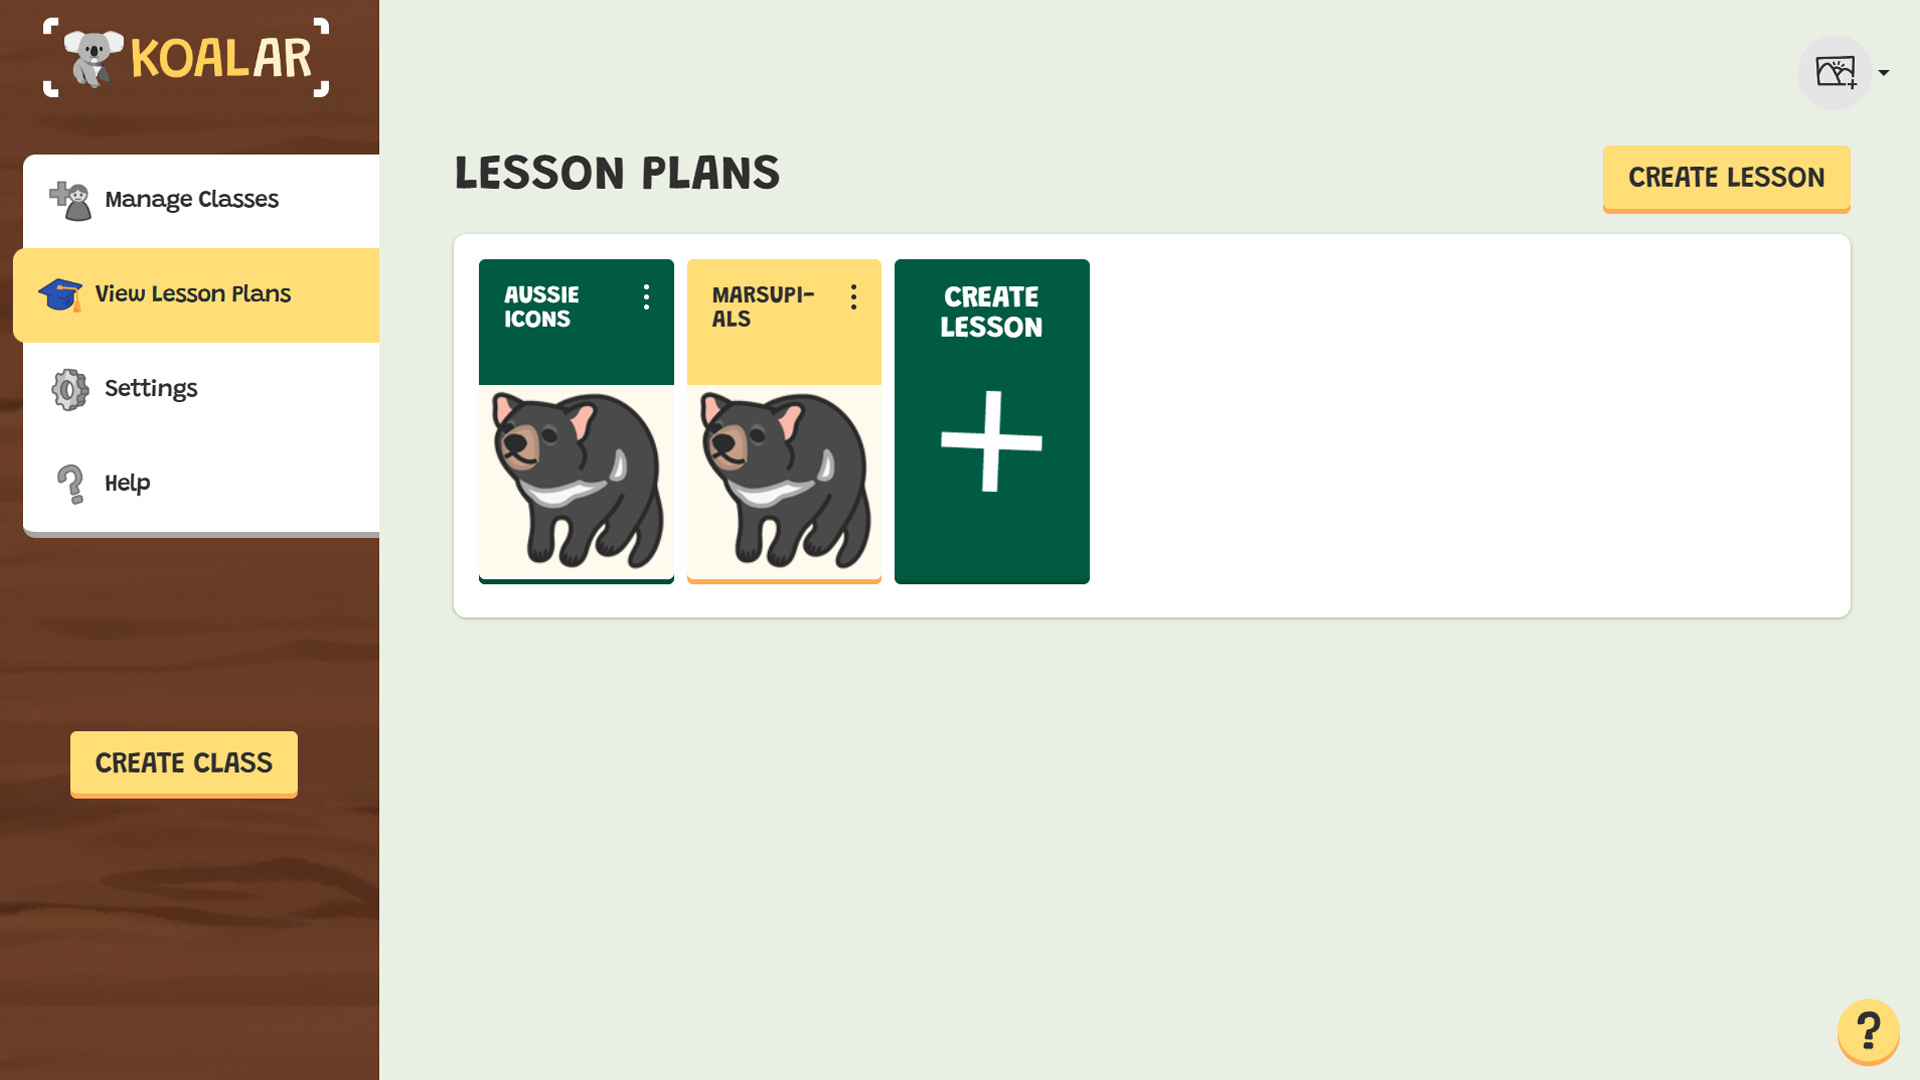 KOALAR
Manage Classes
View Lesson Plans
Settings
Help
CREATE CLASS
LESSON PLANS
CREATE LESSON
AUSSIE
ICONS
MARSUPI-
ALS
CREATE
LESSON
?